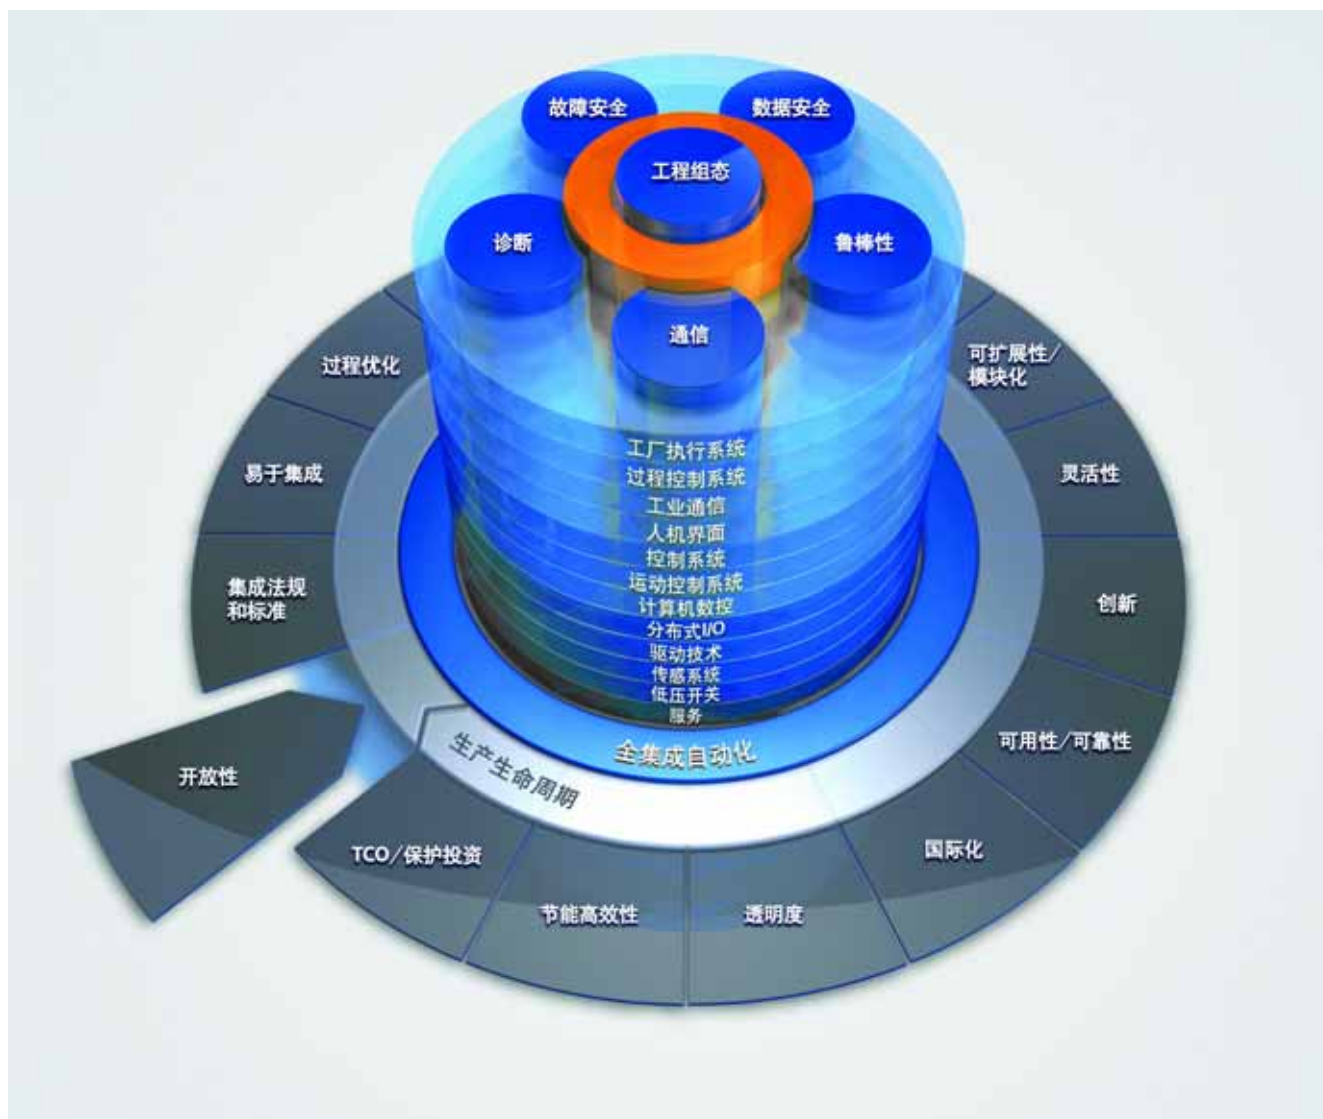 故障安全
数据安全
工程组态
诊断
鲁棒性
通信
过程优化
可扩展性/
模块化
工厂执行系统
过程控制系统
易于集成
灵活性
工业通信
人机界面
控制系统
运动控制系统
集成法规
和标准
计算机数控
创新
分布式I/O
驱动技术
传感系统
低压开关
服务
可用性/可靠性
全集成自动化
生产生命周期
开放性
TCO/保护投资
国际化
节能高效性
透明度